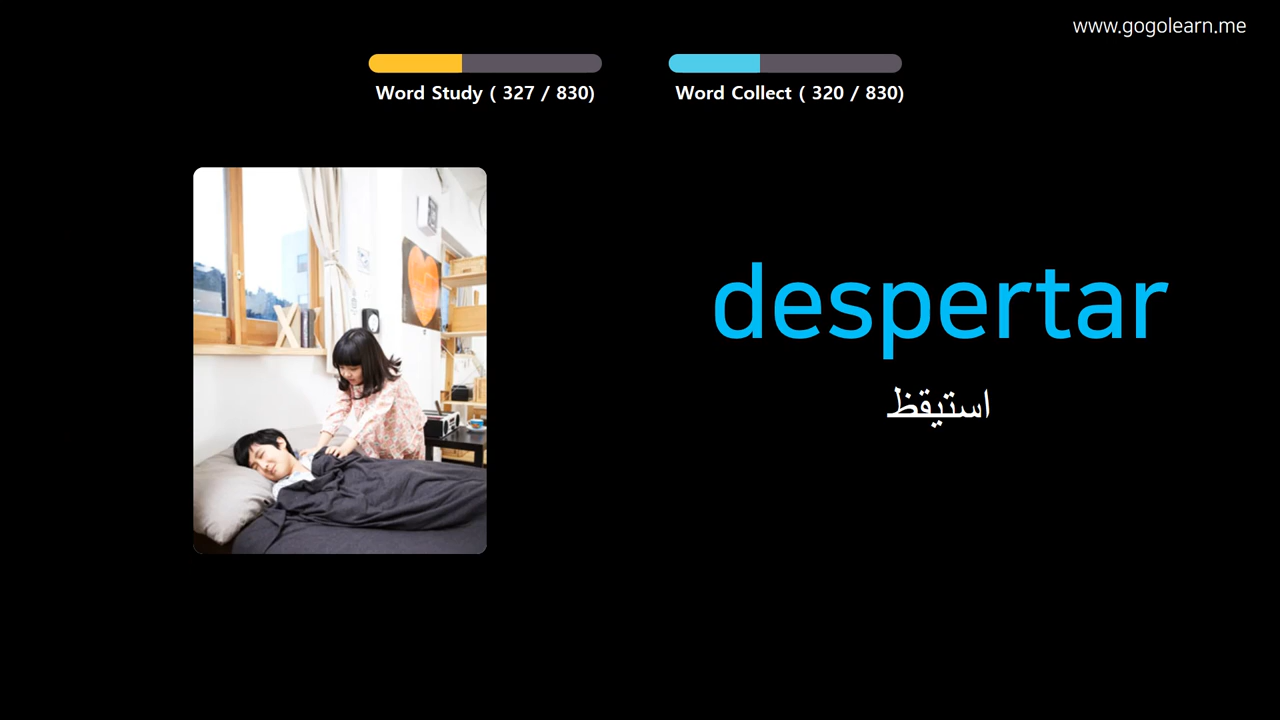 www.gogolearn.me
Word Study ( 327 / 830)
Word Collect ( 320 / 830)
despertar
استيقظ